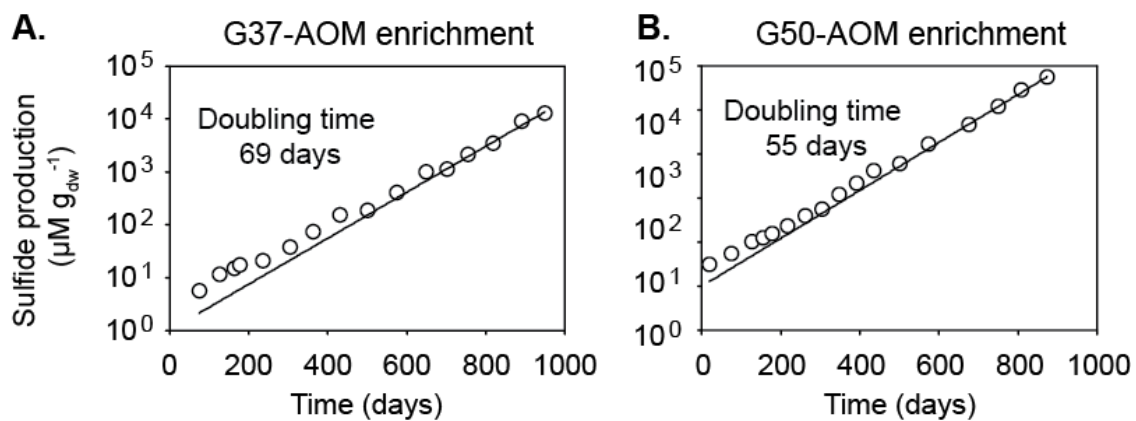 A.
G37-AOM enrichment
Sulfide production
(µM g_dw^-1)
10^5
10^4
10^3
10^2
10^1
10^0
Doubling time
69 days
0 200 400 600 800 1000
Time (days)
B.
G50-AOM enrichment
10^5
10^4
10^3
10^2
10^1
10^0
Doubling time
55 days
0 200 400 600 800 1000
Time (days)